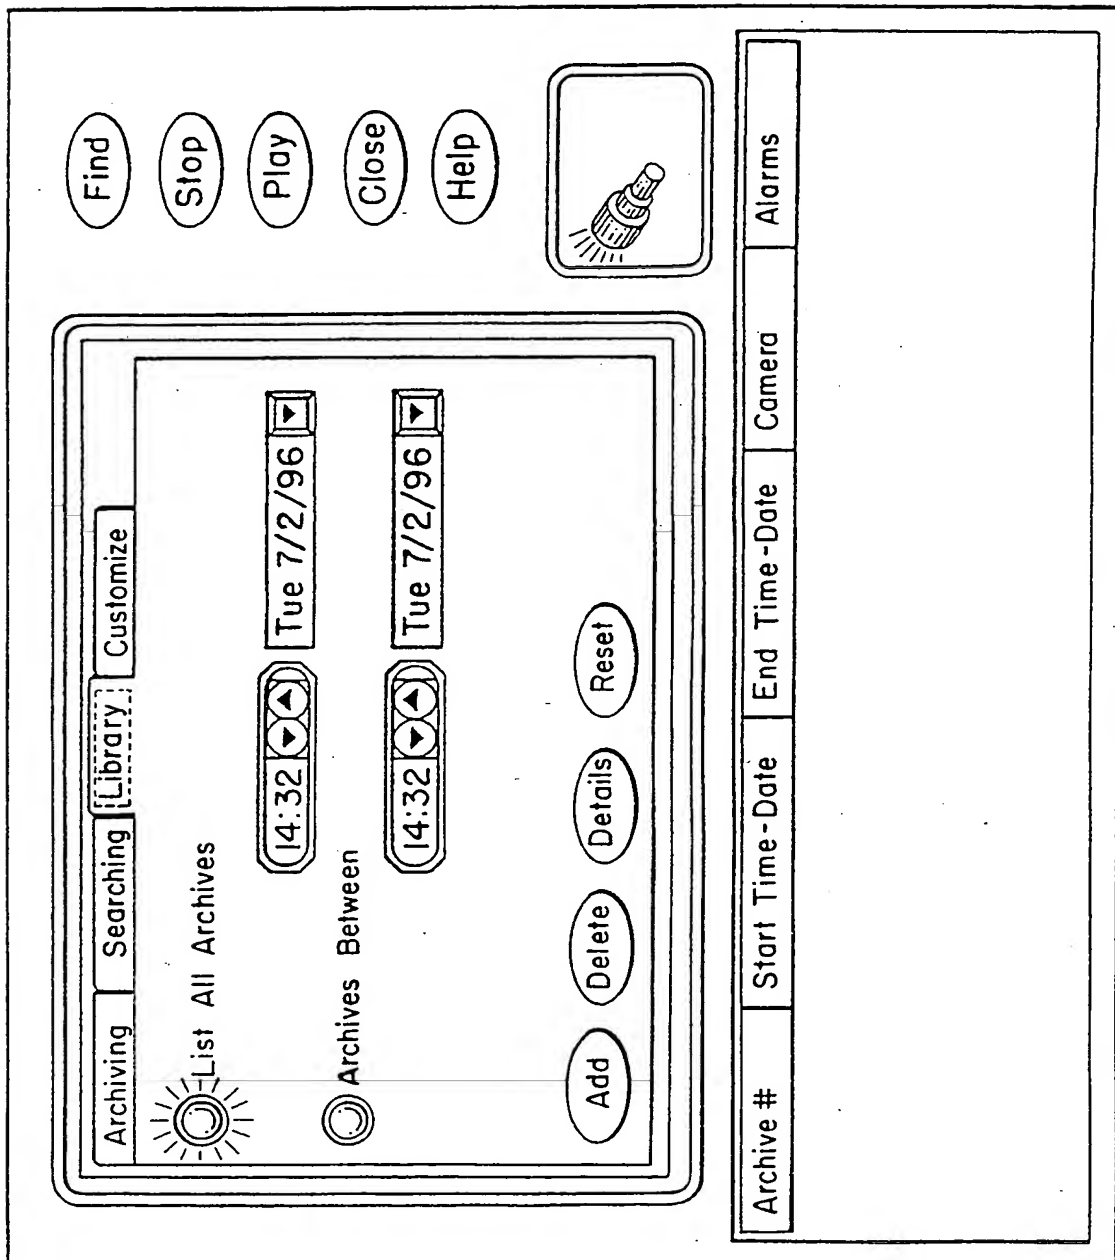 Archiving Searching Library Customize
List All Archives
14:32 Tue 7/2/96
Archives Between
14:32 Tue 7/2/96
Add Delete Details Reset
Find
Stop
Play
Close
Help
Archive # Start Time-Date End Time-Date Camera Alarms